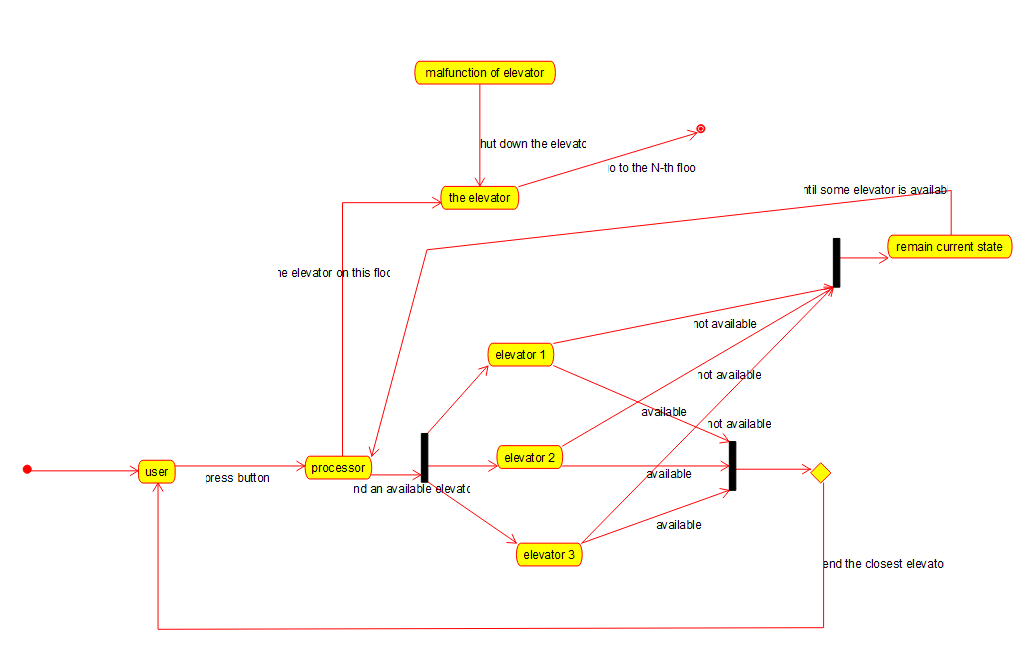 malfunction of elevator
hut down the elevato
o to the N-th floo
the elevator
ntil some elevator is availab
remain current state
he elevator on this floo
not available
elevator 1
not available
available
not available
elevator 2
user
processor
press button
nd an available elevato
available
available
elevator 3
end the closest elevato